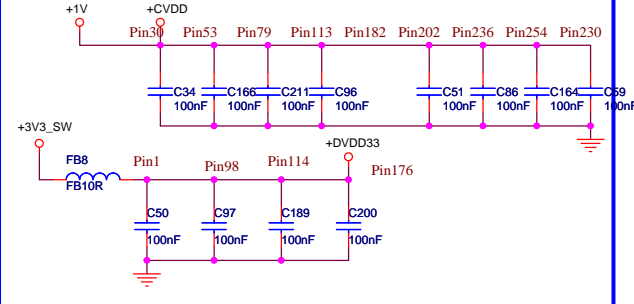 +1V +CVDD
Pin30 Pin53 Pin79 Pin113 Pin182 Pin202 Pin236 Pin254 Pin230
C34 C166 C211 C96 C51 C86 C164 C59
100nF 100nF 100nF 100nF 100nF 100nF 100nF 100nF
+3V3_SW
+DVDD33
FB8 Pin1 Pin98 Pin114 Pin176
FB10R
C50 C97 C189 C200
100nF 100nF 100nF 100nF